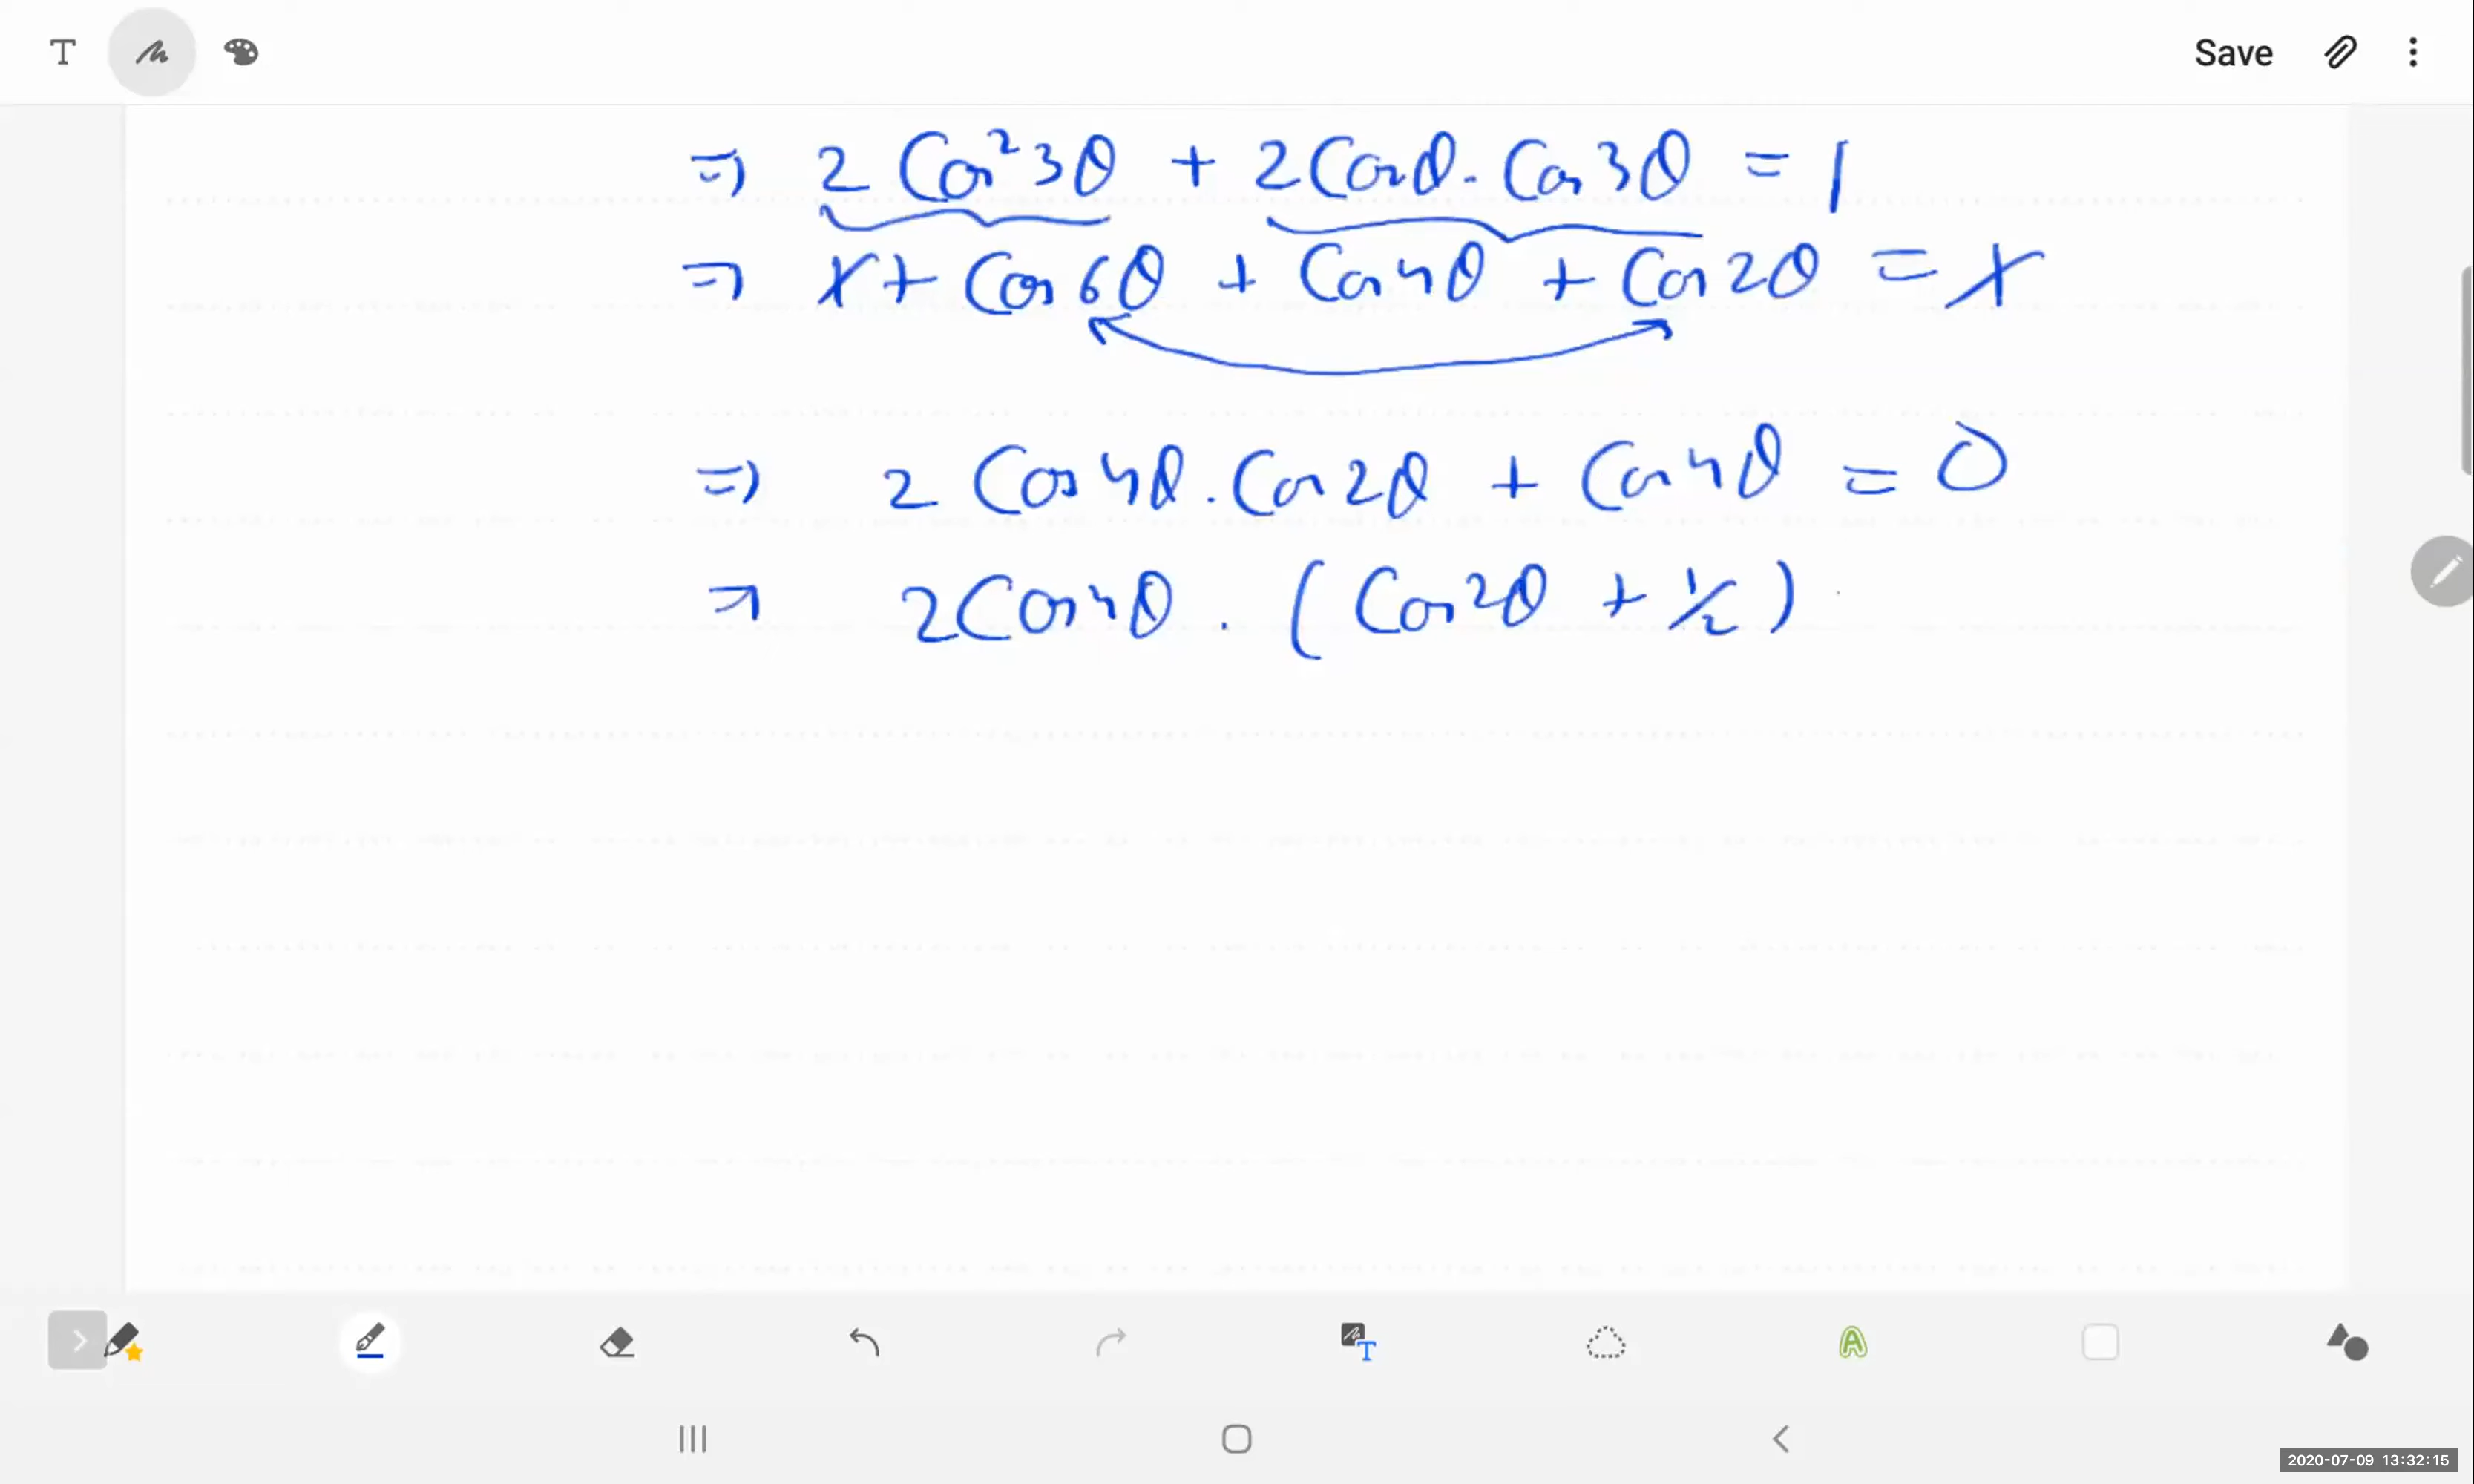 T Save
⇒ 2 Cos²3θ + 2Cosθ. Cos3θ = 1
⇒ 1 + Cos6θ + Cos4θ + Cos2θ = 1
⇒ 2 Cos4θ . Cos2θ + Cos4θ = 0
⇒ 2Cos4θ . (Cos2θ + 1/2)
T A
2020-07-09 13:32:15